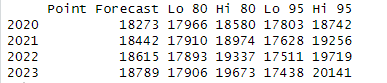 Point Forecast Lo 80 Hi 80 Lo 95 Hi 95
2020 18273 17966 18580 17803 18742
2021 18442 17910 18974 17628 19256
2022 18615 17893 19337 17511 19719
2023 18789 17906 19673 17438 20141